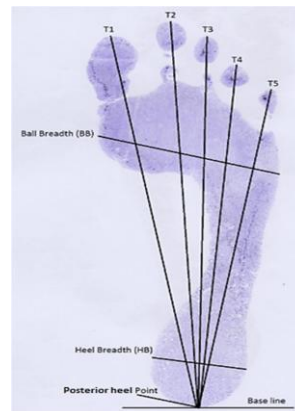 T1
T2
T3
T4
T5
Ball Breadth (BB)
Heel Breadth (HB)
Posterior heel Point
Base line